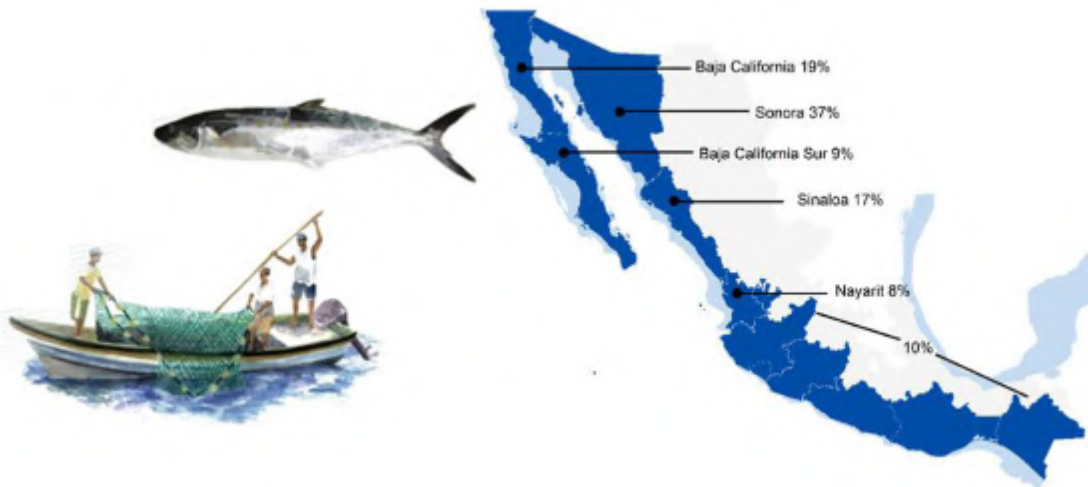 Baja California 19%
Sonora 37%
Baja California Sur 9%
Sinaloa 17%
Nayarit 8%
10%